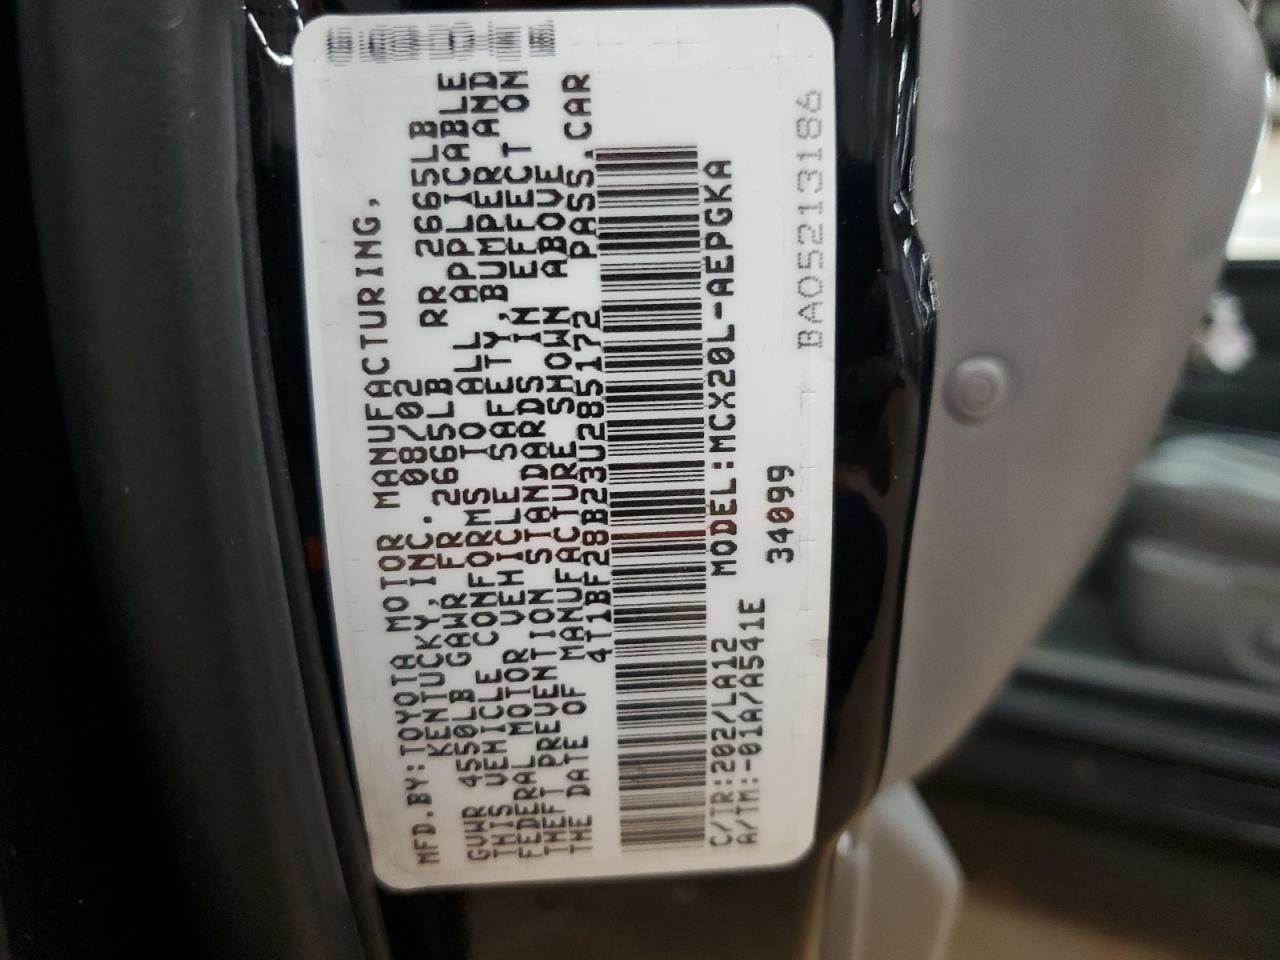 MFD.BY:TOYOTA MOTOR MANUFACTURING,
KENTUCKY,INC. 08/02
GVWR 4550LB GAWR FR 2665LB RR 2665LB
THIS VEHICLE CONFORMS TO ALL APPLICABLE
FEDERAL MOTOR VEHICLE SAFETY,BUMPER AND
THEFT PREVENTION STANDARDS IN EFFECT ON
THE DATE OF MANUFACTURE SHOWN ABOVE
4T1BF28B23U285172 PASS.CAR
MODEL:MCX20L-AEPGKA
C/TR:202/LA12
A/TM:-01A/A541E 34099
BA05213186